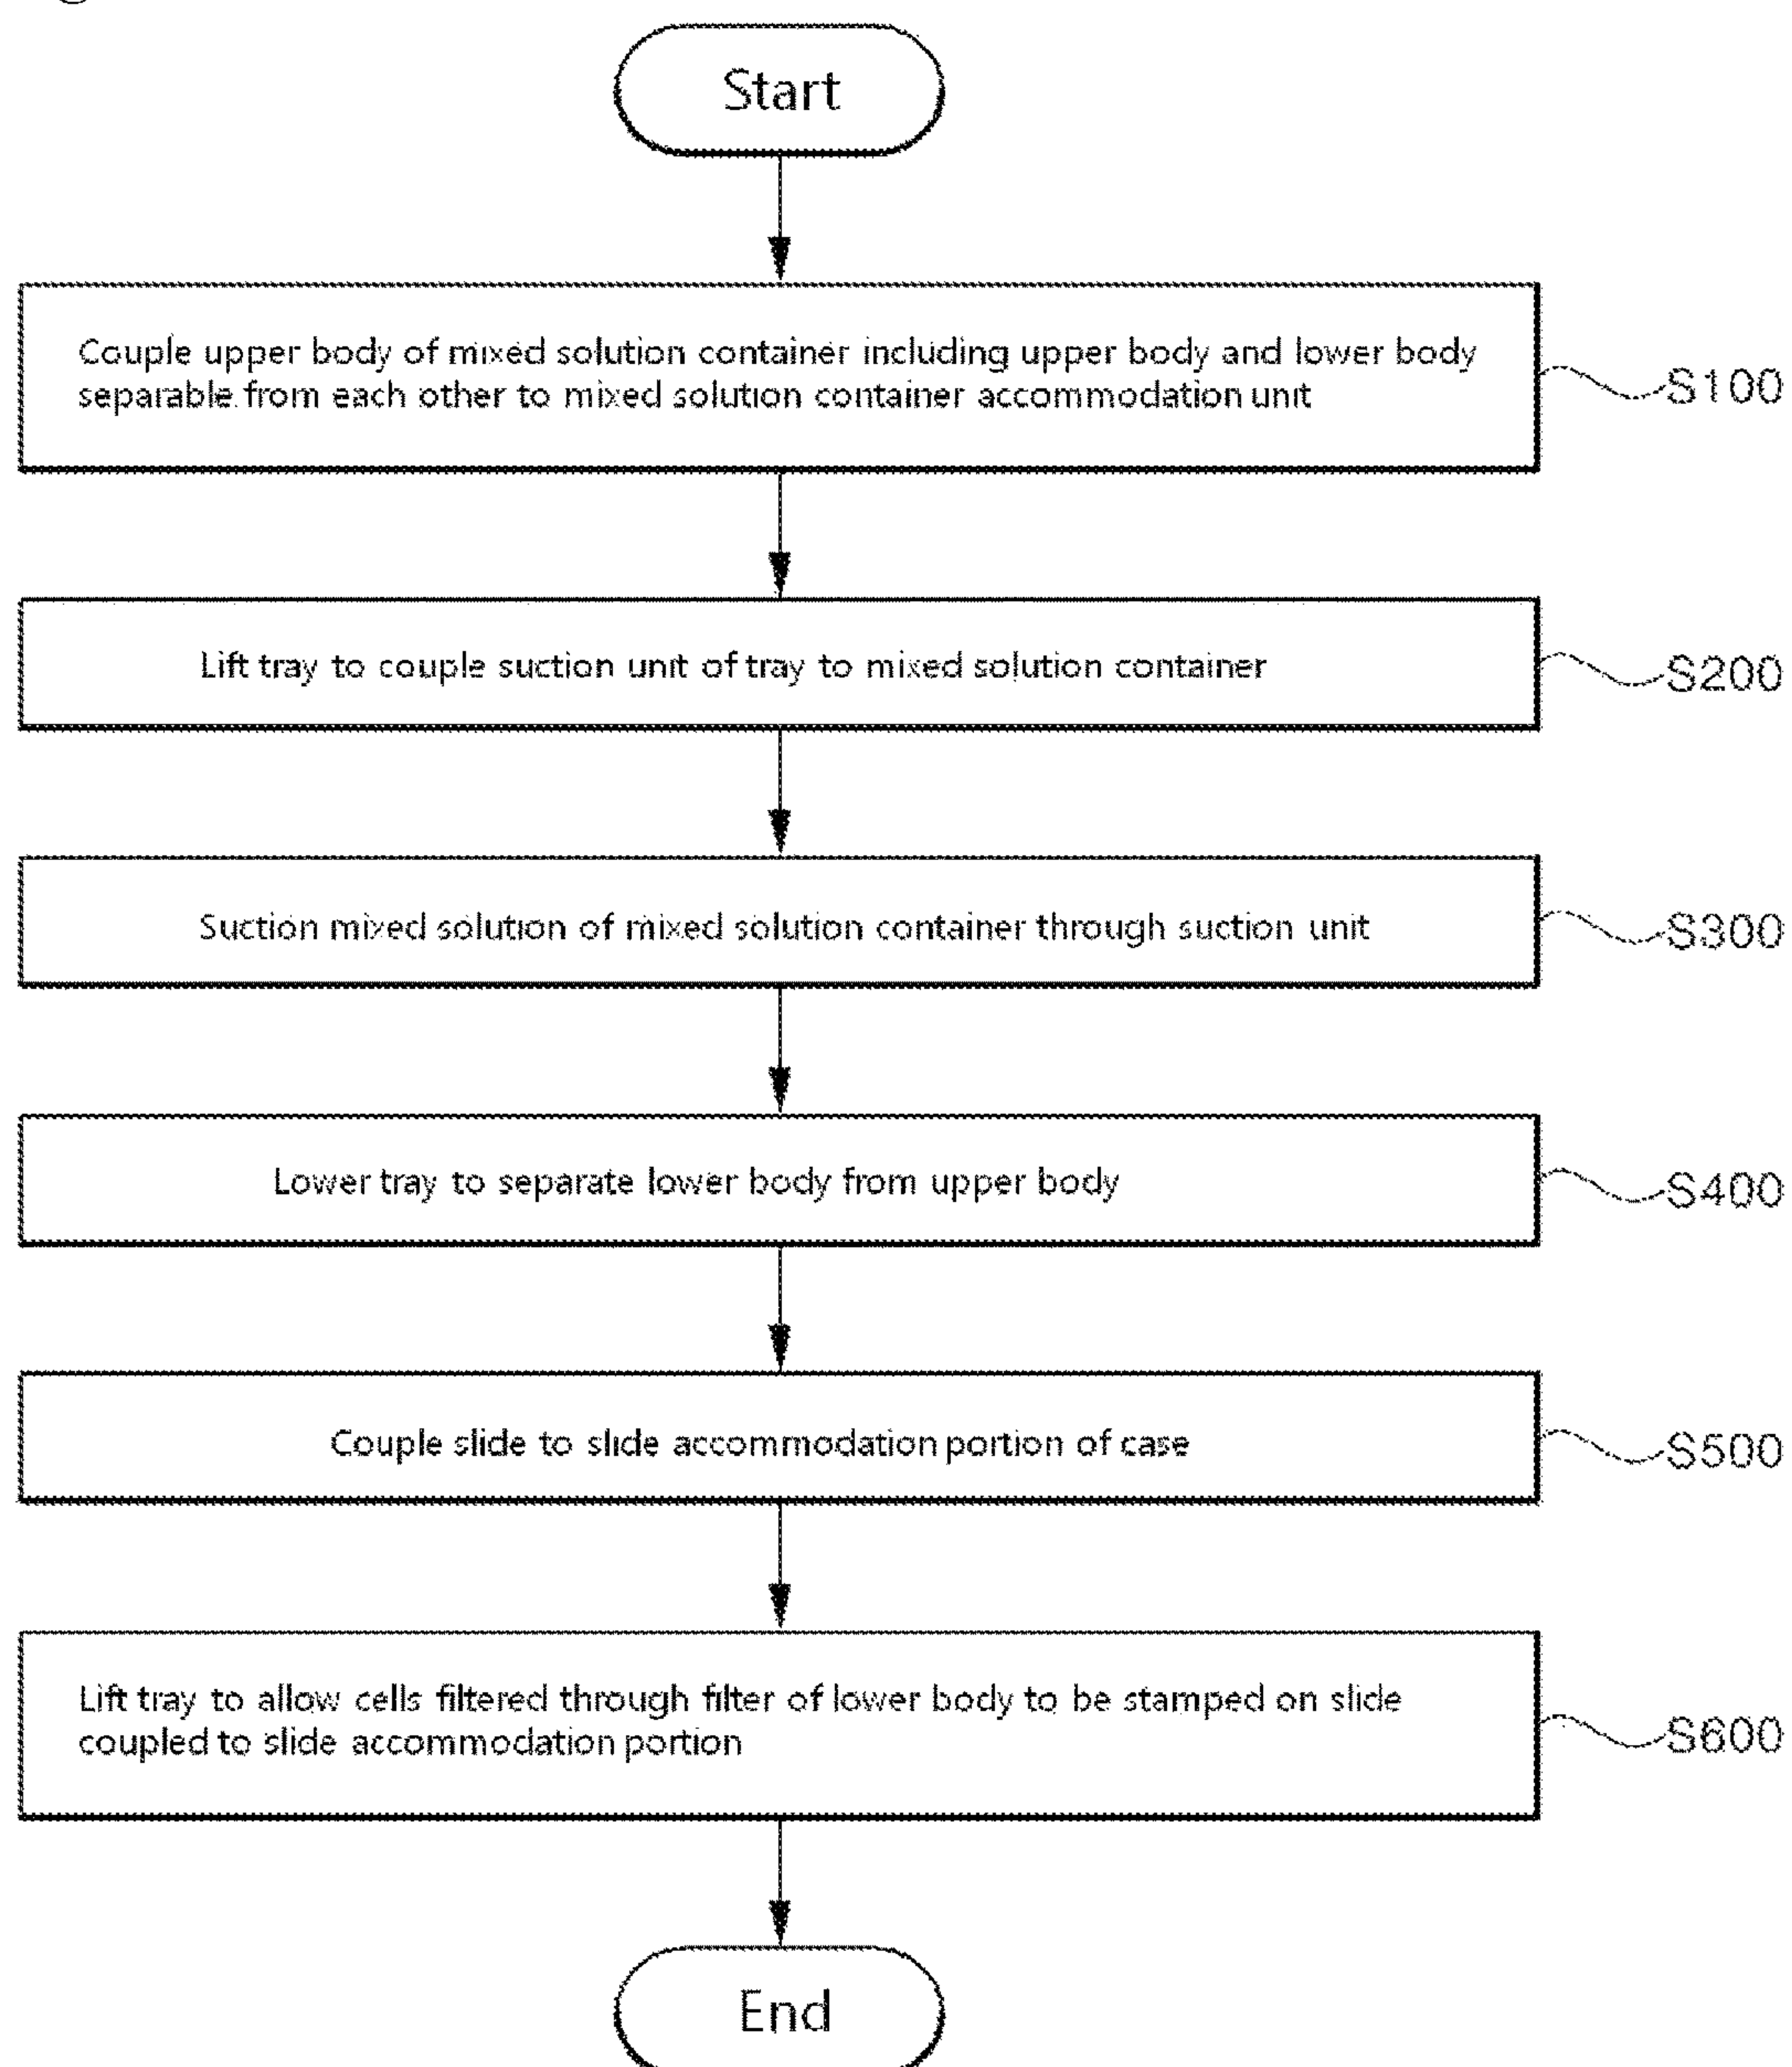 Start
Couple upper body of mixed solution container including upper body and lower body
separable from each other to mixed solution container accommodation unit
S100
Lift tray to couple suction unit of tray to mixed solution container
S200
Suction mixed solution of mixed solution container through suction unit
S300
Lower tray to separate lower body from upper body
S400
Couple slide to slide accommodation portion of case
S500
Lift tray to allow cells filtered through filter of lower body to be stamped on slide
coupled to slide accommodation portion
S600
End